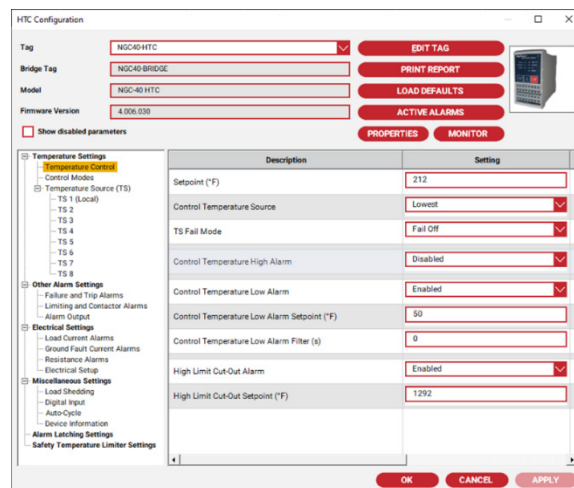 HTC Configuration
Tag NGC40-HTC EDIT TAG
Bridge Tag NGC40-BRIDGE PRINT REPORT
Model NGC-40 HTC LOAD DEFAULTS
Firmware Version 4.006.030 ACTIVE ALARMS
Show disabled parameters PROPERTIES MONITOR
Temperature Settings
Temperature Control
Control Modes
Temperature Source (TS)
TS 1 (Local)
TS 2
TS 3
TS 4
TS 5
TS 6
TS 7
TS 8
Other Alarm Settings
Failure and Trip Alarms
Limiting and Contactor Alarms
Alarm Output
Electrical Settings
Load Current Alarms
Ground Fault Current Alarms
Resistance Alarms
Electrical Setup
Miscellaneous Settings
Load Shedding
Digital Input
Auto-Cycle
Device Information
Alarm Latching Settings
Safety Temperature Limiter Settings
Description Setting
Setpoint (°F) 212
Control Temperature Source Lowest
TS Fail Mode Fail Off
Control Temperature High Alarm Disabled
Control Temperature Low Alarm Enabled
Control Temperature Low Alarm Setpoint (°F) 50
Control Temperature Low Alarm Filter (s) 0
High Limit Cut-Out Alarm Enabled
High Limit Cut-Out Setpoint (°F) 1292
OK CANCEL APPLY